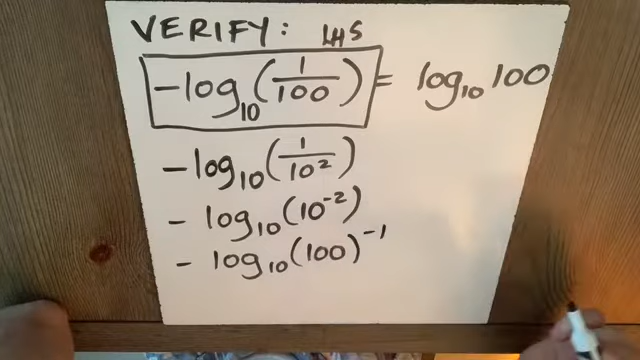 VERIFY: LHS
-log₁₀(1/100) = log₁₀ 100
-log₁₀(1/10²)
- log₁₀(10⁻²)
- log₁₀(100)⁻¹